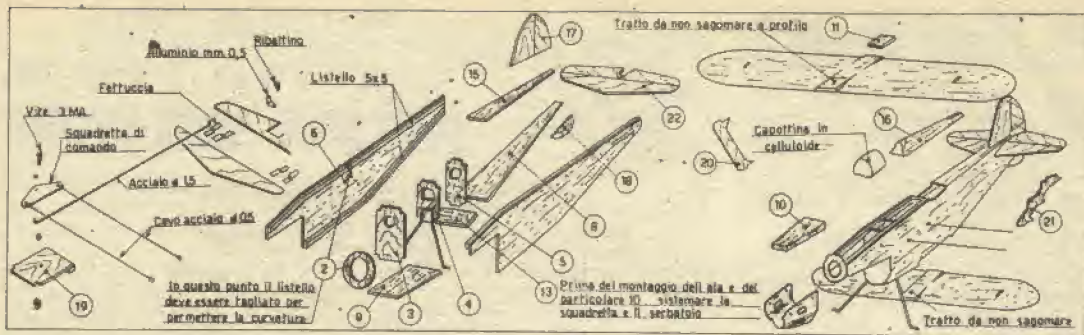 Alluminio mm. 0,5
Ribattino
Fettuccia
Vite 3 MA
Squadretta di
comando
Acciaio ø 1,5
Cavo acciaio ø 0,5
19
Listello 5x5
6
2
In questo punto il listello
deve essere tagliato per
permettere la curvatura
9
3
4
5
13
8
18
15
17
22
Tratto da non sagomare a profilo
11
20
Capottina in
celluloide
16
10
21
Prima del montaggio dell ala e del
particolare 10 sistemare la
squadretta e il serbatoio
Tratto da non sagomare